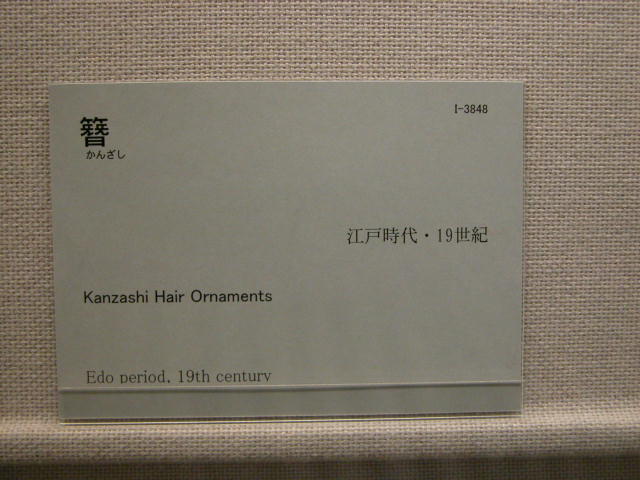 I-3848
簪
かんざし
江戸時代・19世紀
Kanzashi Hair Ornaments
Edo period, 19th century